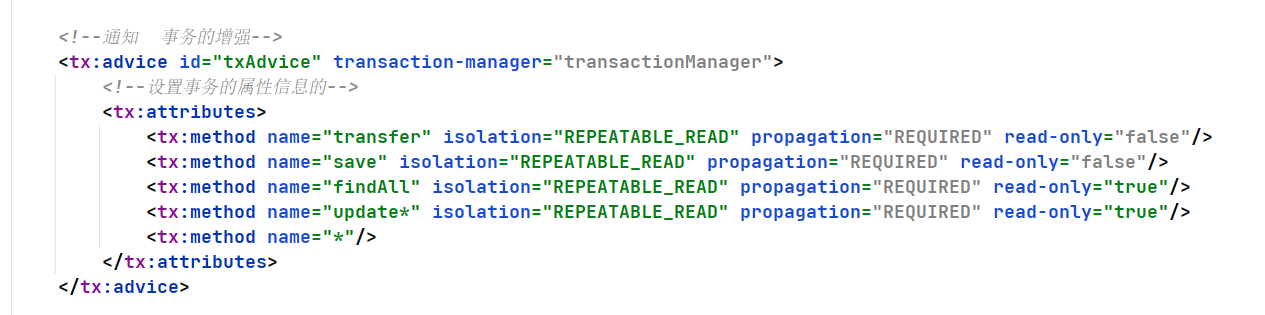 <!--通知  事务的增强-->
<tx:advice id="txAdvice" transaction-manager="transactionManager">
<!--设置事务的属性信息的-->
<tx:attributes>
<tx:method name="transfer" isolation="REPEATABLE_READ" propagation="REQUIRED" read-only="false"/>
<tx:method name="save" isolation="REPEATABLE_READ" propagation="REQUIRED" read-only="false"/>
<tx:method name="findAll" isolation="REPEATABLE_READ" propagation="REQUIRED" read-only="true"/>
<tx:method name="update*" isolation="REPEATABLE_READ" propagation="REQUIRED" read-only="true"/>
<tx:method name="*"/>
</tx:attributes>
</tx:advice>